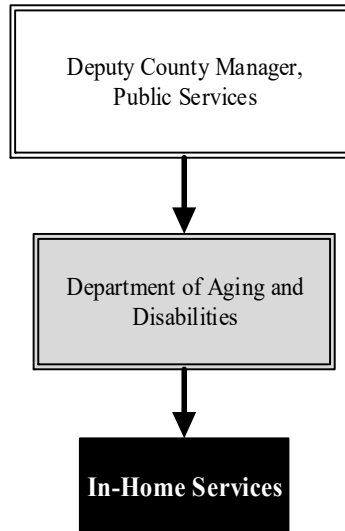 Deputy County Manager,
Public Services
Department of Aging and
Disabilities
In-Home Services